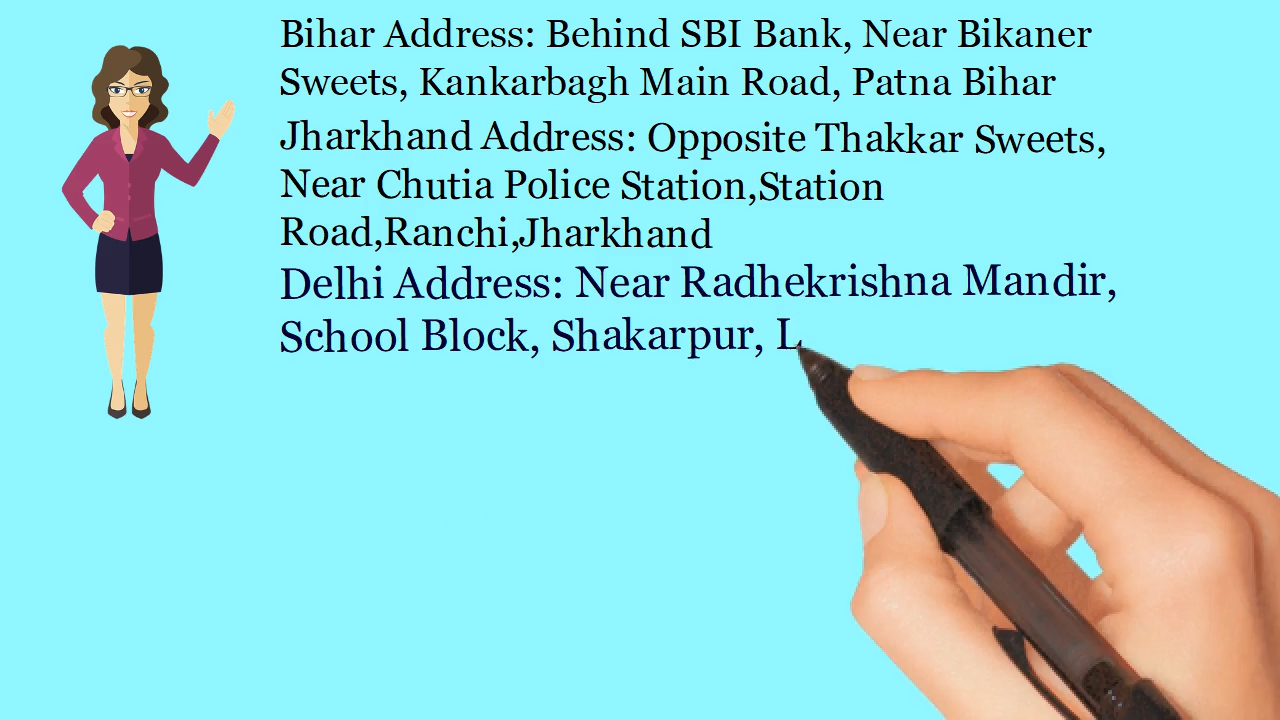 Bihar Address: Behind SBI Bank, Near Bikaner
Sweets, Kankarbagh Main Road, Patna Bihar
Jharkhand Address: Opposite Thakkar Sweets,
Near Chutia Police Station,Station
Road,Ranchi,Jharkhand
Delhi Address: Near Radhekrishna Mandir,
School Block, Shakarpur, L